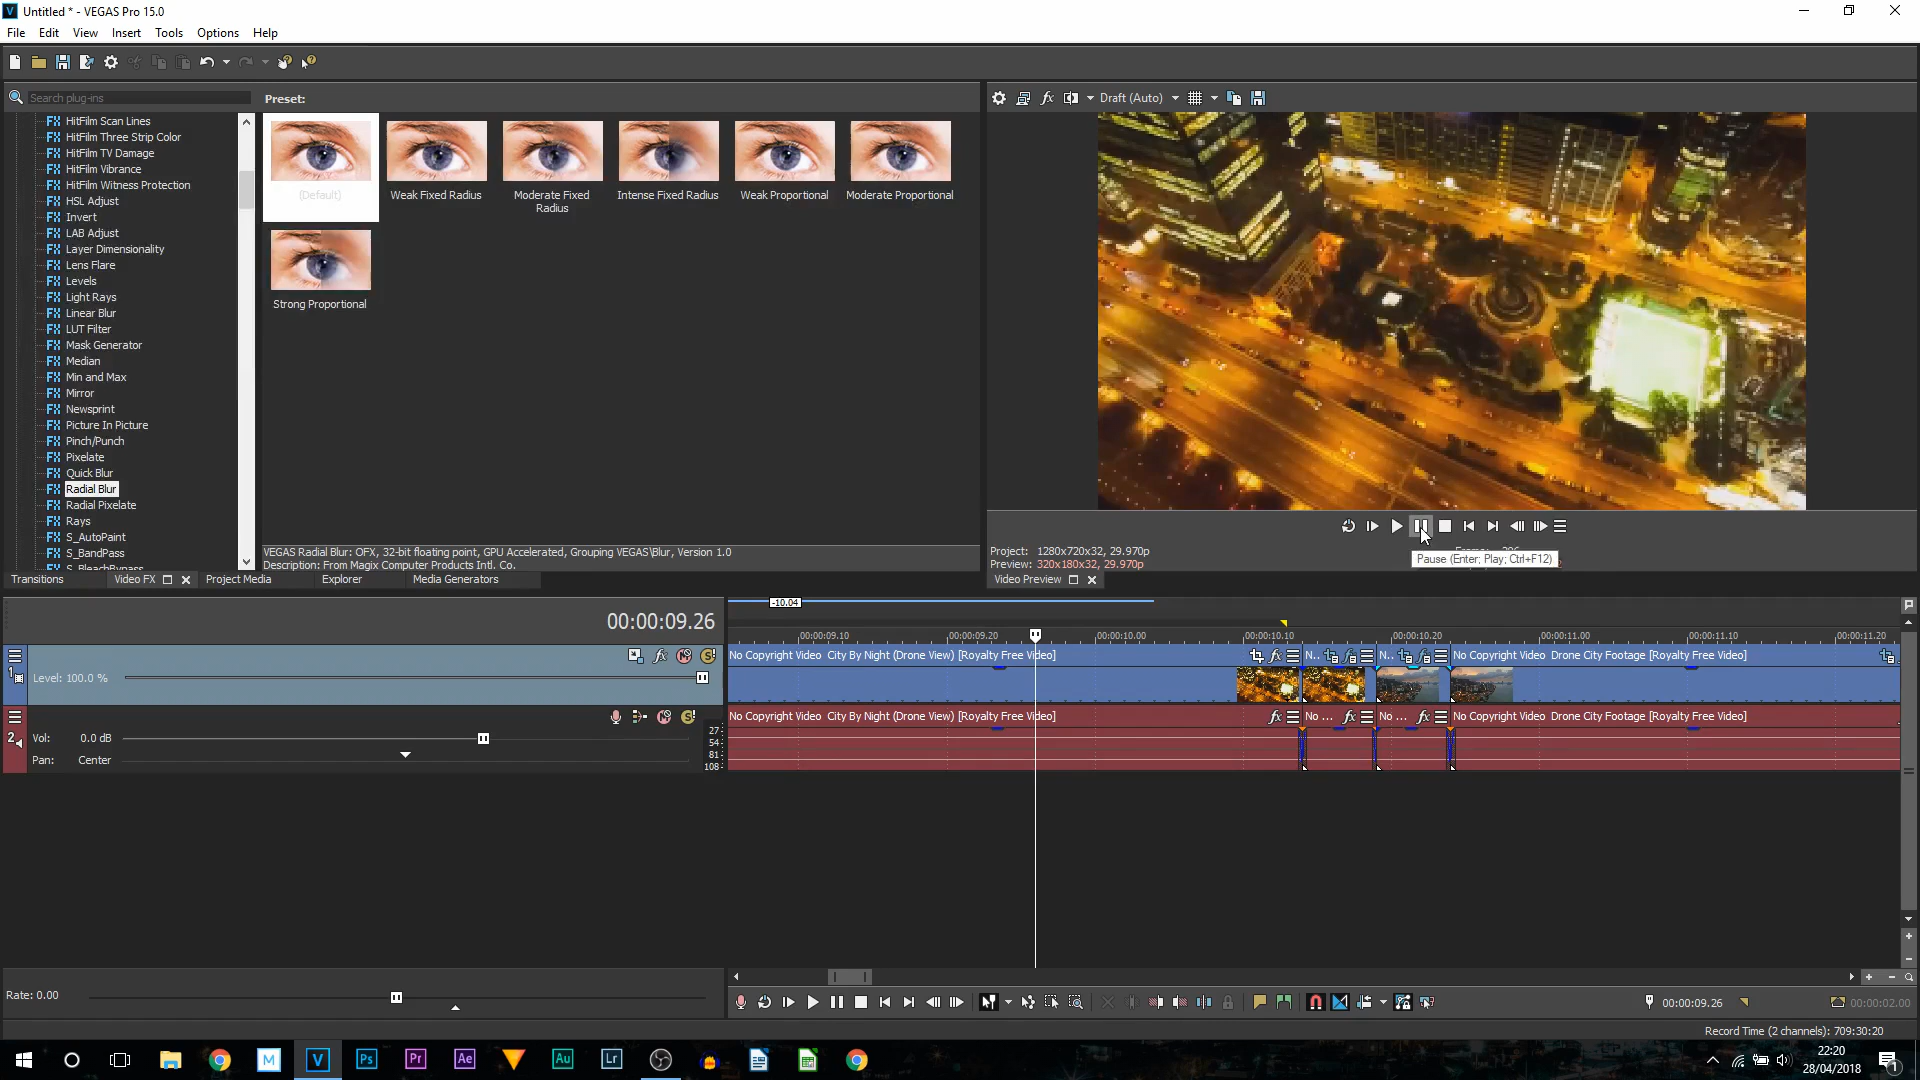 Untitled * - VEGAS Pro 15.0
File Edit View Insert Tools Options Help
Search plug-ins
Preset:
Draft (Auto)
HitFilm Scan Lines
HitFilm Three Strip Color
HitFilm TV Damage
HitFilm Vibrance
HitFilm Witness Protection
HSL Adjust
Invert
LAB Adjust
Layer Dimensionality
Lens Flare
Levels
Light Rays
Linear Blur
LUT Filter
Mask Generator
Median
Min and Max
Mirror
Newsprint
Picture In Picture
Pinch/Punch
Pixelate
Quick Blur
Radial Blur
Radial Pixelate
Rays
S_AutoPaint
S_BandPass
S_BleachBypass
(Default)
Weak Fixed Radius
Moderate Fixed
Radius
Intense Fixed Radius
Weak Proportional
Moderate Proportional
Strong Proportional
VEGAS Radial Blur: OFX, 32-bit floating point, GPU Accelerated, Grouping VEGAS\Blur, Version 1.0
Description: From Magix Computer Products Intl. Co.
Transitions Video FX Project Media Explorer Media Generators
Project: 1280x720x32, 29.970p
Preview: 320x180x32, 29.970p
Pause (Enter; Play; Ctrl+F12)
Video Preview
00:00:09.26
-10.04
00:00:09.10 00:00:09.20 00:00:10.00 00:00:10.10 00:00:10.20 00:00:11.00 00:00:11.10 00:00:11.20
1
Level: 100.0 %
No Copyright Video City By Night (Drone View) [Royalty Free Video]
N..
N..
No Copyright Video Drone City Footage [Royalty Free Video]
2
Vol: 0.0 dB
Pan: Center
27
54
81
108
No Copyright Video City By Night (Drone View) [Royalty Free Video]
No ...
No ...
No Copyright Video Drone City Footage [Royalty Free Video]
Rate: 0.00
00:00:09.26
00:00:02.00
Record Time (2 channels): 709:30:20
M V Ps Pr Ae Au Lr
22:20
28/04/2018
1